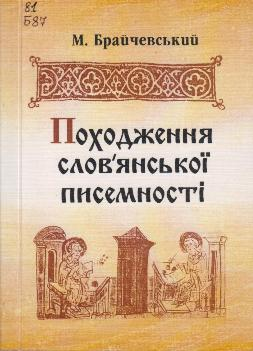 81
Б87
М. Брайчевський
Походження
слов'янської
писемності